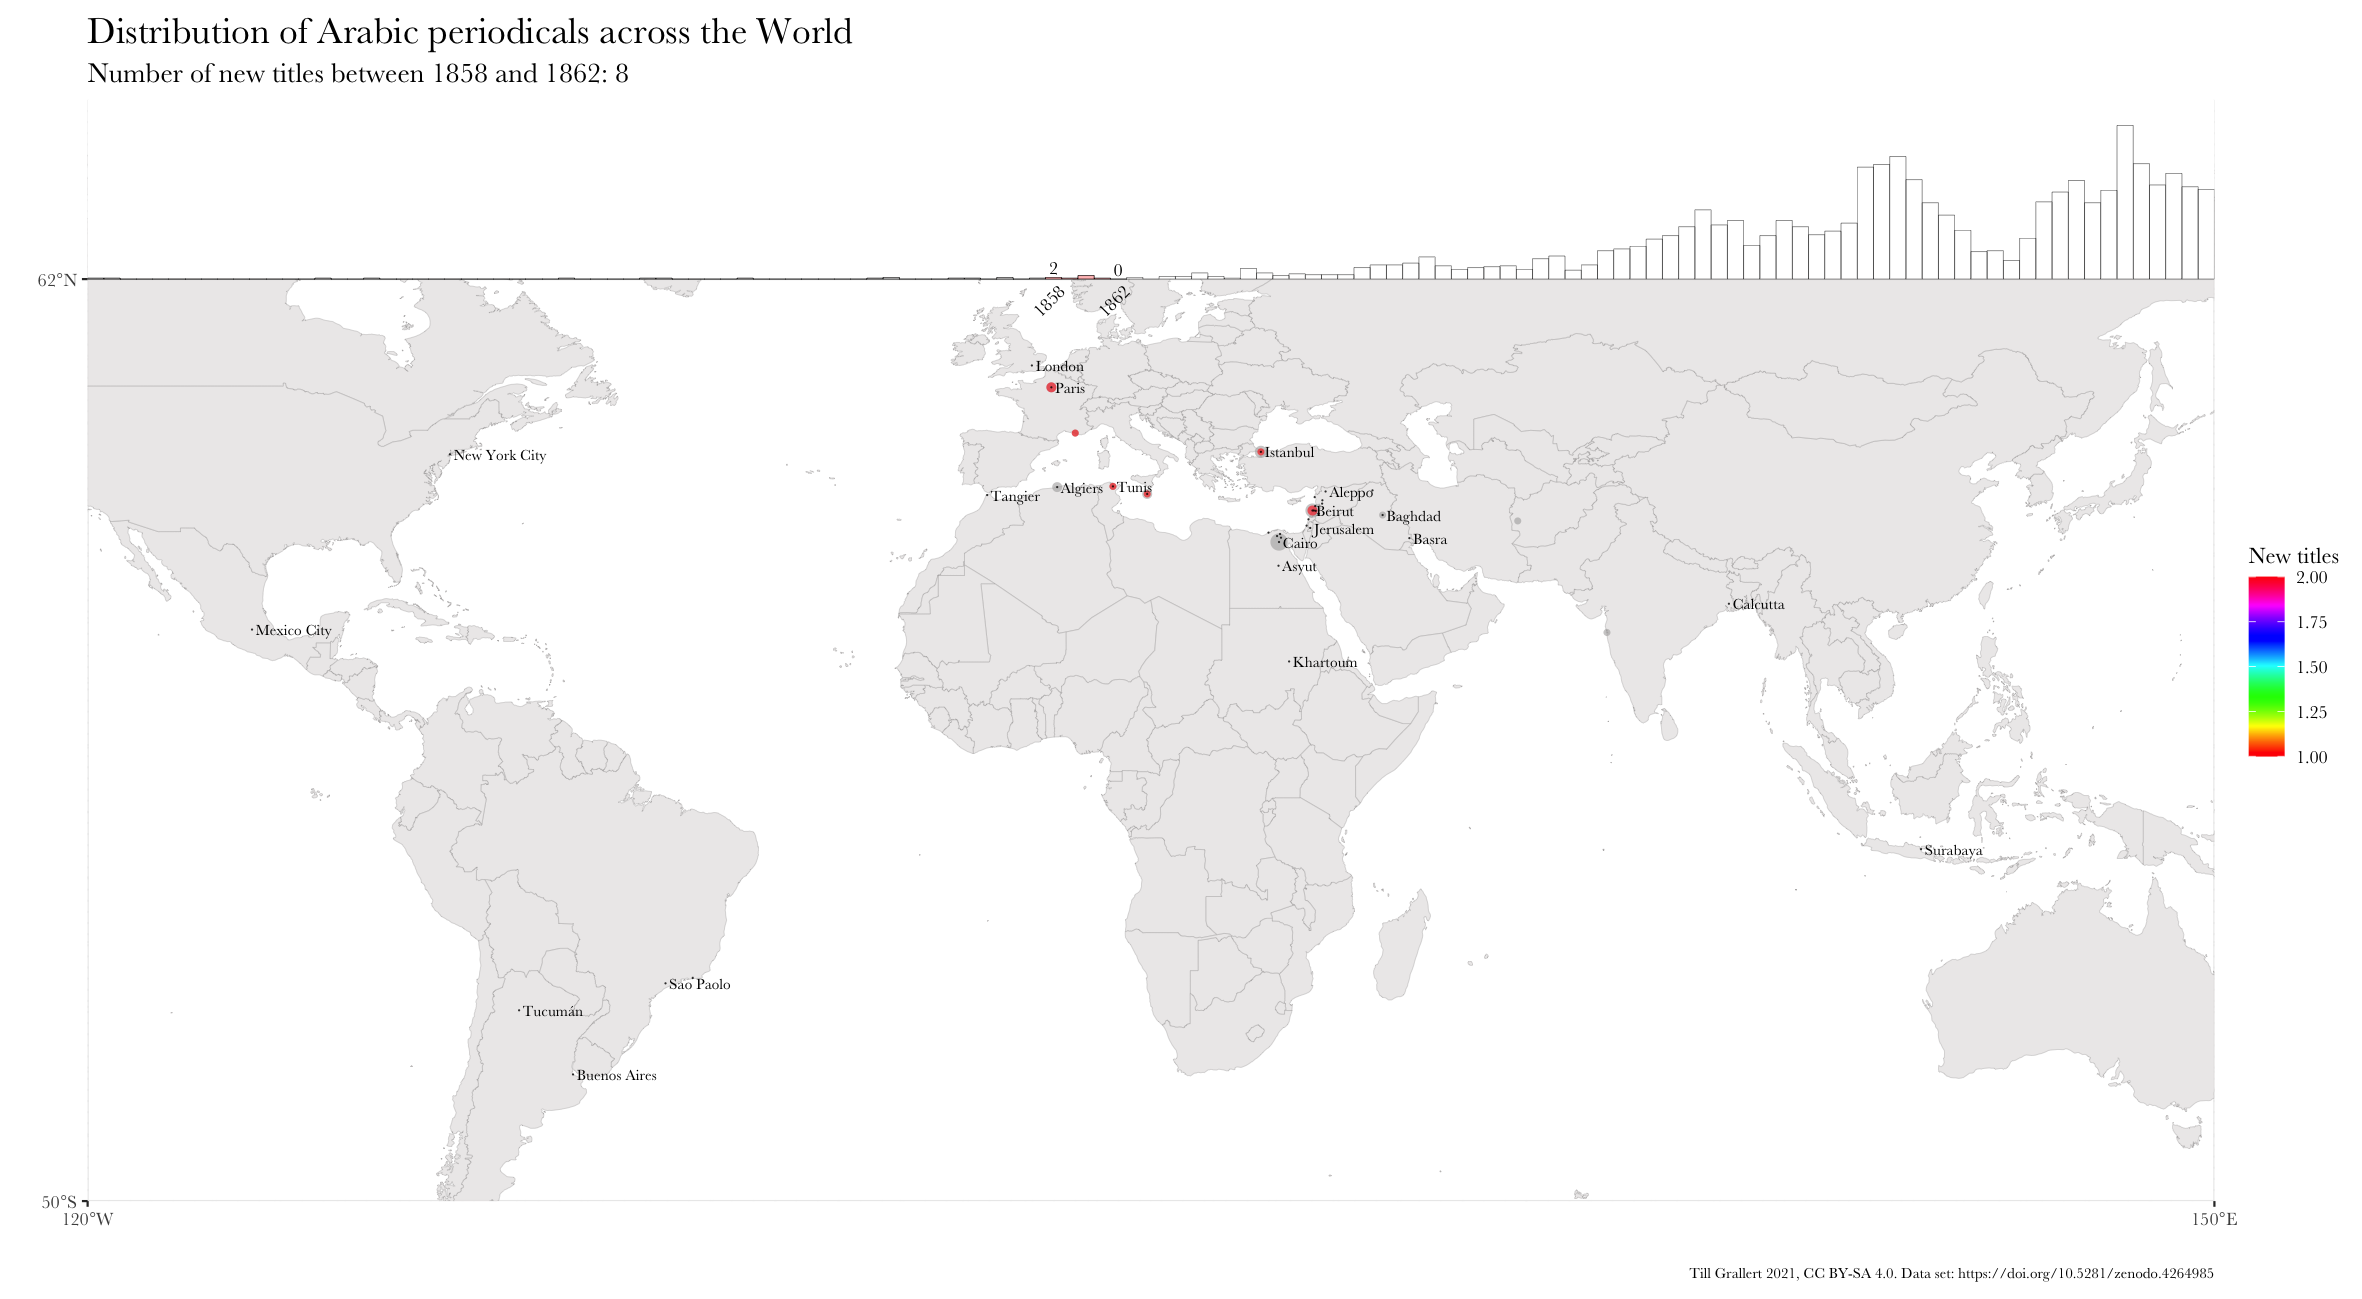 Distribution of Arabic periodicals across the World
Number of new titles between 1858 and 1862: 8
2
0
62°N
1858
1862
London
Paris
New York City
Istanbul
Tangier
Algiers
Tunis
Aleppo
Beirut
Baghdad
Jerusalem
Basra
Cairo
Asyut
New titles
2.00
1.75
1.50
1.25
1.00
Calcutta
Mexico City
Khartoum
Surabaya
Sao Paolo
Tucumán
Buenos Aires
50°S
120°W
150°E
Till Grallert 2021, CC BY-SA 4.0. Data set: https://doi.org/10.5281/zenodo.4264985